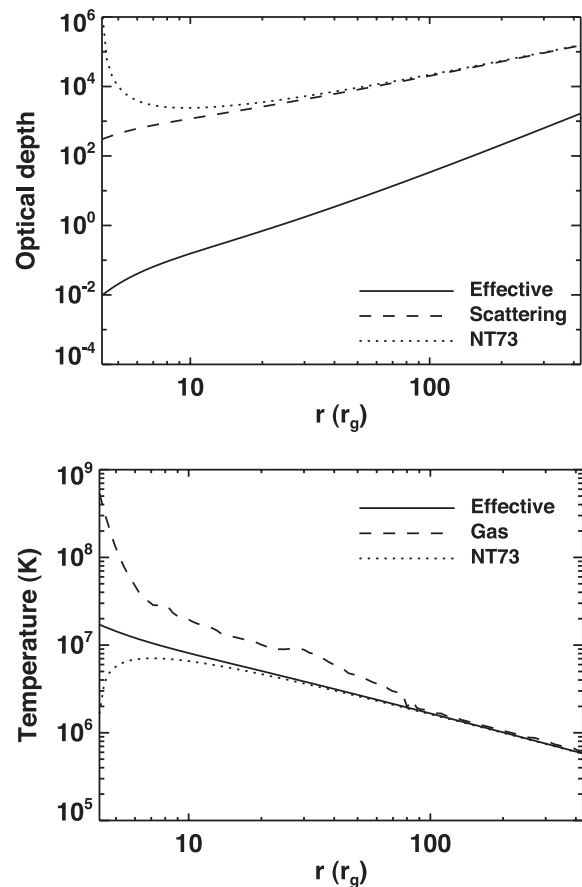 10^6
10^4
10^2
10^0
10^-2
10^-4
Optical depth
Effective
Scattering
NT73
10
100
r (r_g)
10^9
10^8
10^7
10^6
10^5
Temperature (K)
Effective
Gas
NT73
10
100
r (r_g)